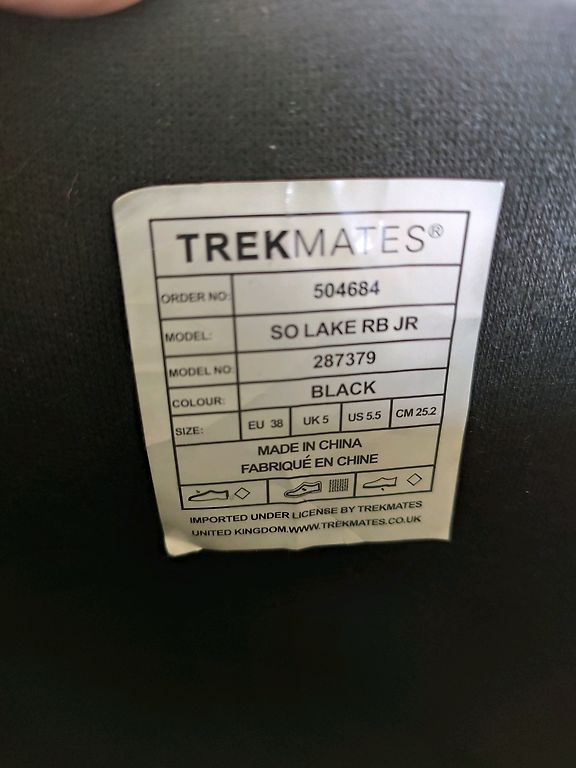 TREKMATES®
ORDER NO: 504684
MODEL: SO LAKE RB JR
MODEL NO: 287379
COLOUR: BLACK
SIZE: EU 38 UK 5 US 5.5 CM 25.2
MADE IN CHINA
FABRIQUÉ EN CHINE
IMPORTED UNDER LICENSE BY TREKMATES
UNITED KINGDOM.WWW.TREKMATES.CO.UK